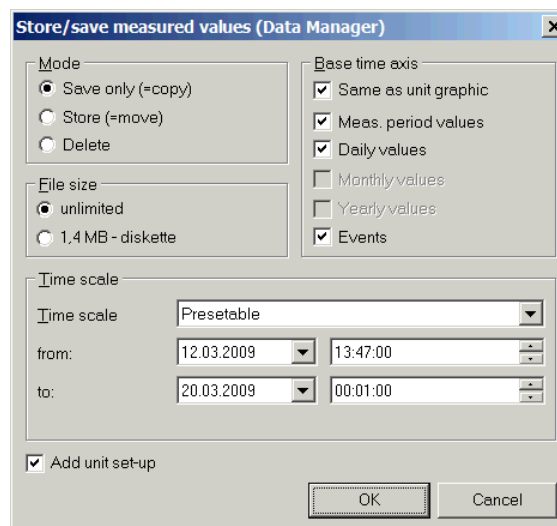 Store/save measured values (Data Manager)
Mode
Save only (=copy)
Store (=move)
Delete
File size
unlimited
1,4 MB - diskette
Base time axis
Same as unit graphic
Meas. period values
Daily values
Monthly values
Yearly values
Events
Time scale
Time scale
Presetable
from:
12.03.2009
13:47:00
to:
20.03.2009
00:01:00
Add unit set-up
OK
Cancel